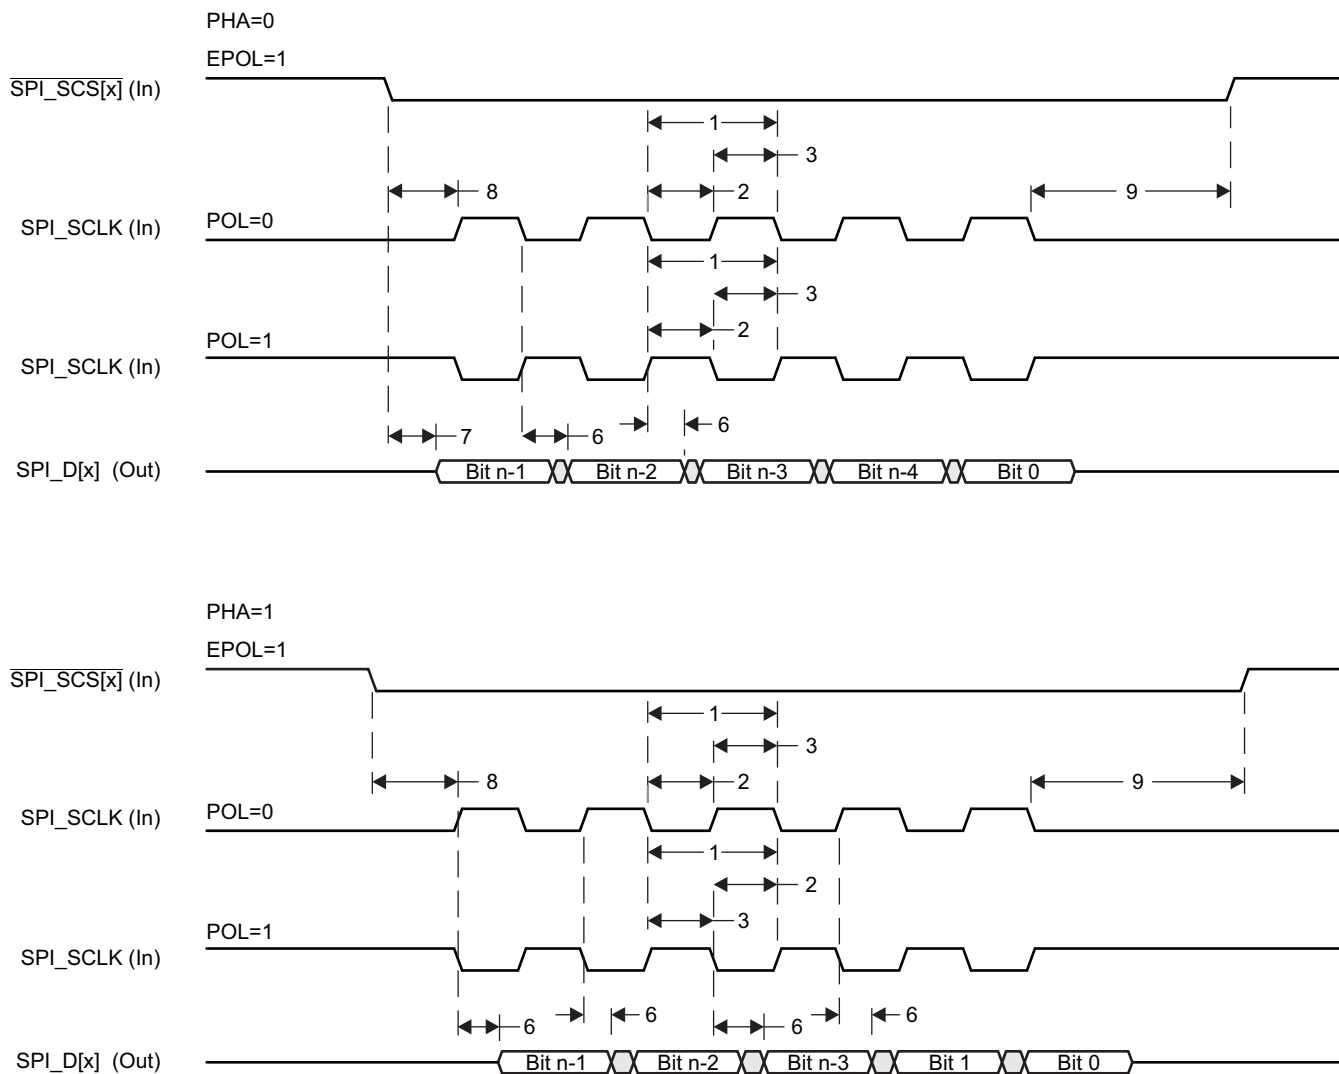 PHA=0
EPOL=1
SPI_SCS[x] (In)
1
3
8
2
9
SPI_SCLK (In)
POL=0
1
3
2
POL=1
SPI_SCLK (In)
7
6
6
SPI_D[x] (Out)
Bit n-1
Bit n-2
Bit n-3
Bit n-4
Bit 0
PHA=1
EPOL=1
SPI_SCS[x] (In)
1
3
8
2
9
SPI_SCLK (In)
POL=0
1
2
3
POL=1
SPI_SCLK (In)
6
6
6
6
SPI_D[x] (Out)
Bit n-1
Bit n-2
Bit n-3
Bit 1
Bit 0